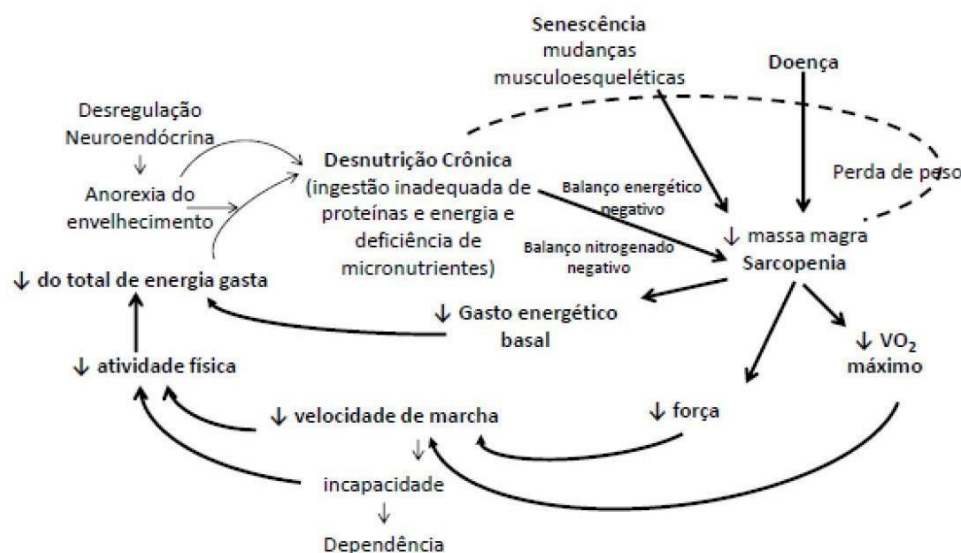 Senescência
mudanças
musculoesqueléticas
Doença
Desregulação
Neuroendócrina
Anorexia do
envelhecimento
Desnutrição Crônica
(ingestão inadequada de
proteínas e energia e
deficiência de
micronutrientes)
Balanço energético
negativo
Balanço nitrogenado
negativo
Perda de peso
↓ massa magra
Sarcopenia
↓ do total de energia gasta
↓ Gasto energético
basal
↓ VO₂
máximo
↓ atividade física
↓ velocidade de marcha
↓ força
incapacidade
Dependência